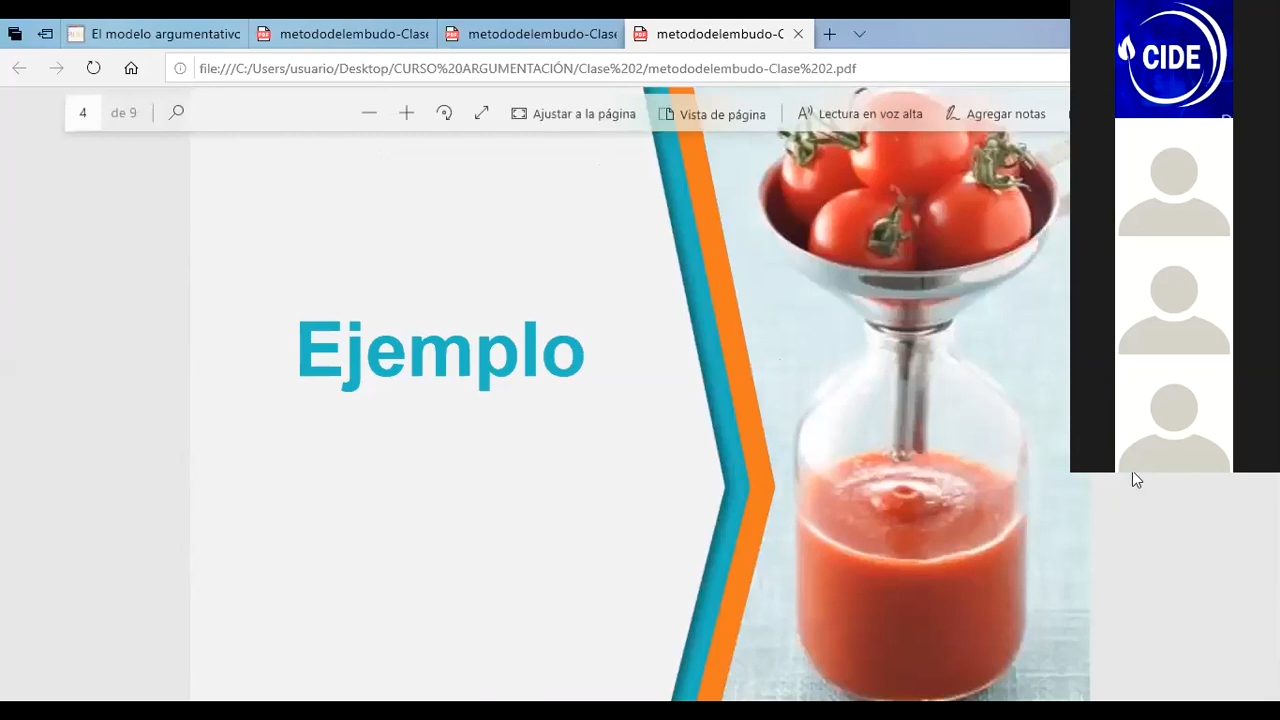 El modelo argumentativo
metododelembudo-Clase
metododelembudo-Clase
metododelembudo-C
file:///C:/Users/usuario/Desktop/CURSO%20ARGUMENTACIÓN/Clase%202/metododelembudo-Clase%202.pdf
4 de 9
Ajustar a la página
Vista de página
Lectura en voz alta
Agregar notas
CIDE
Ejemplo